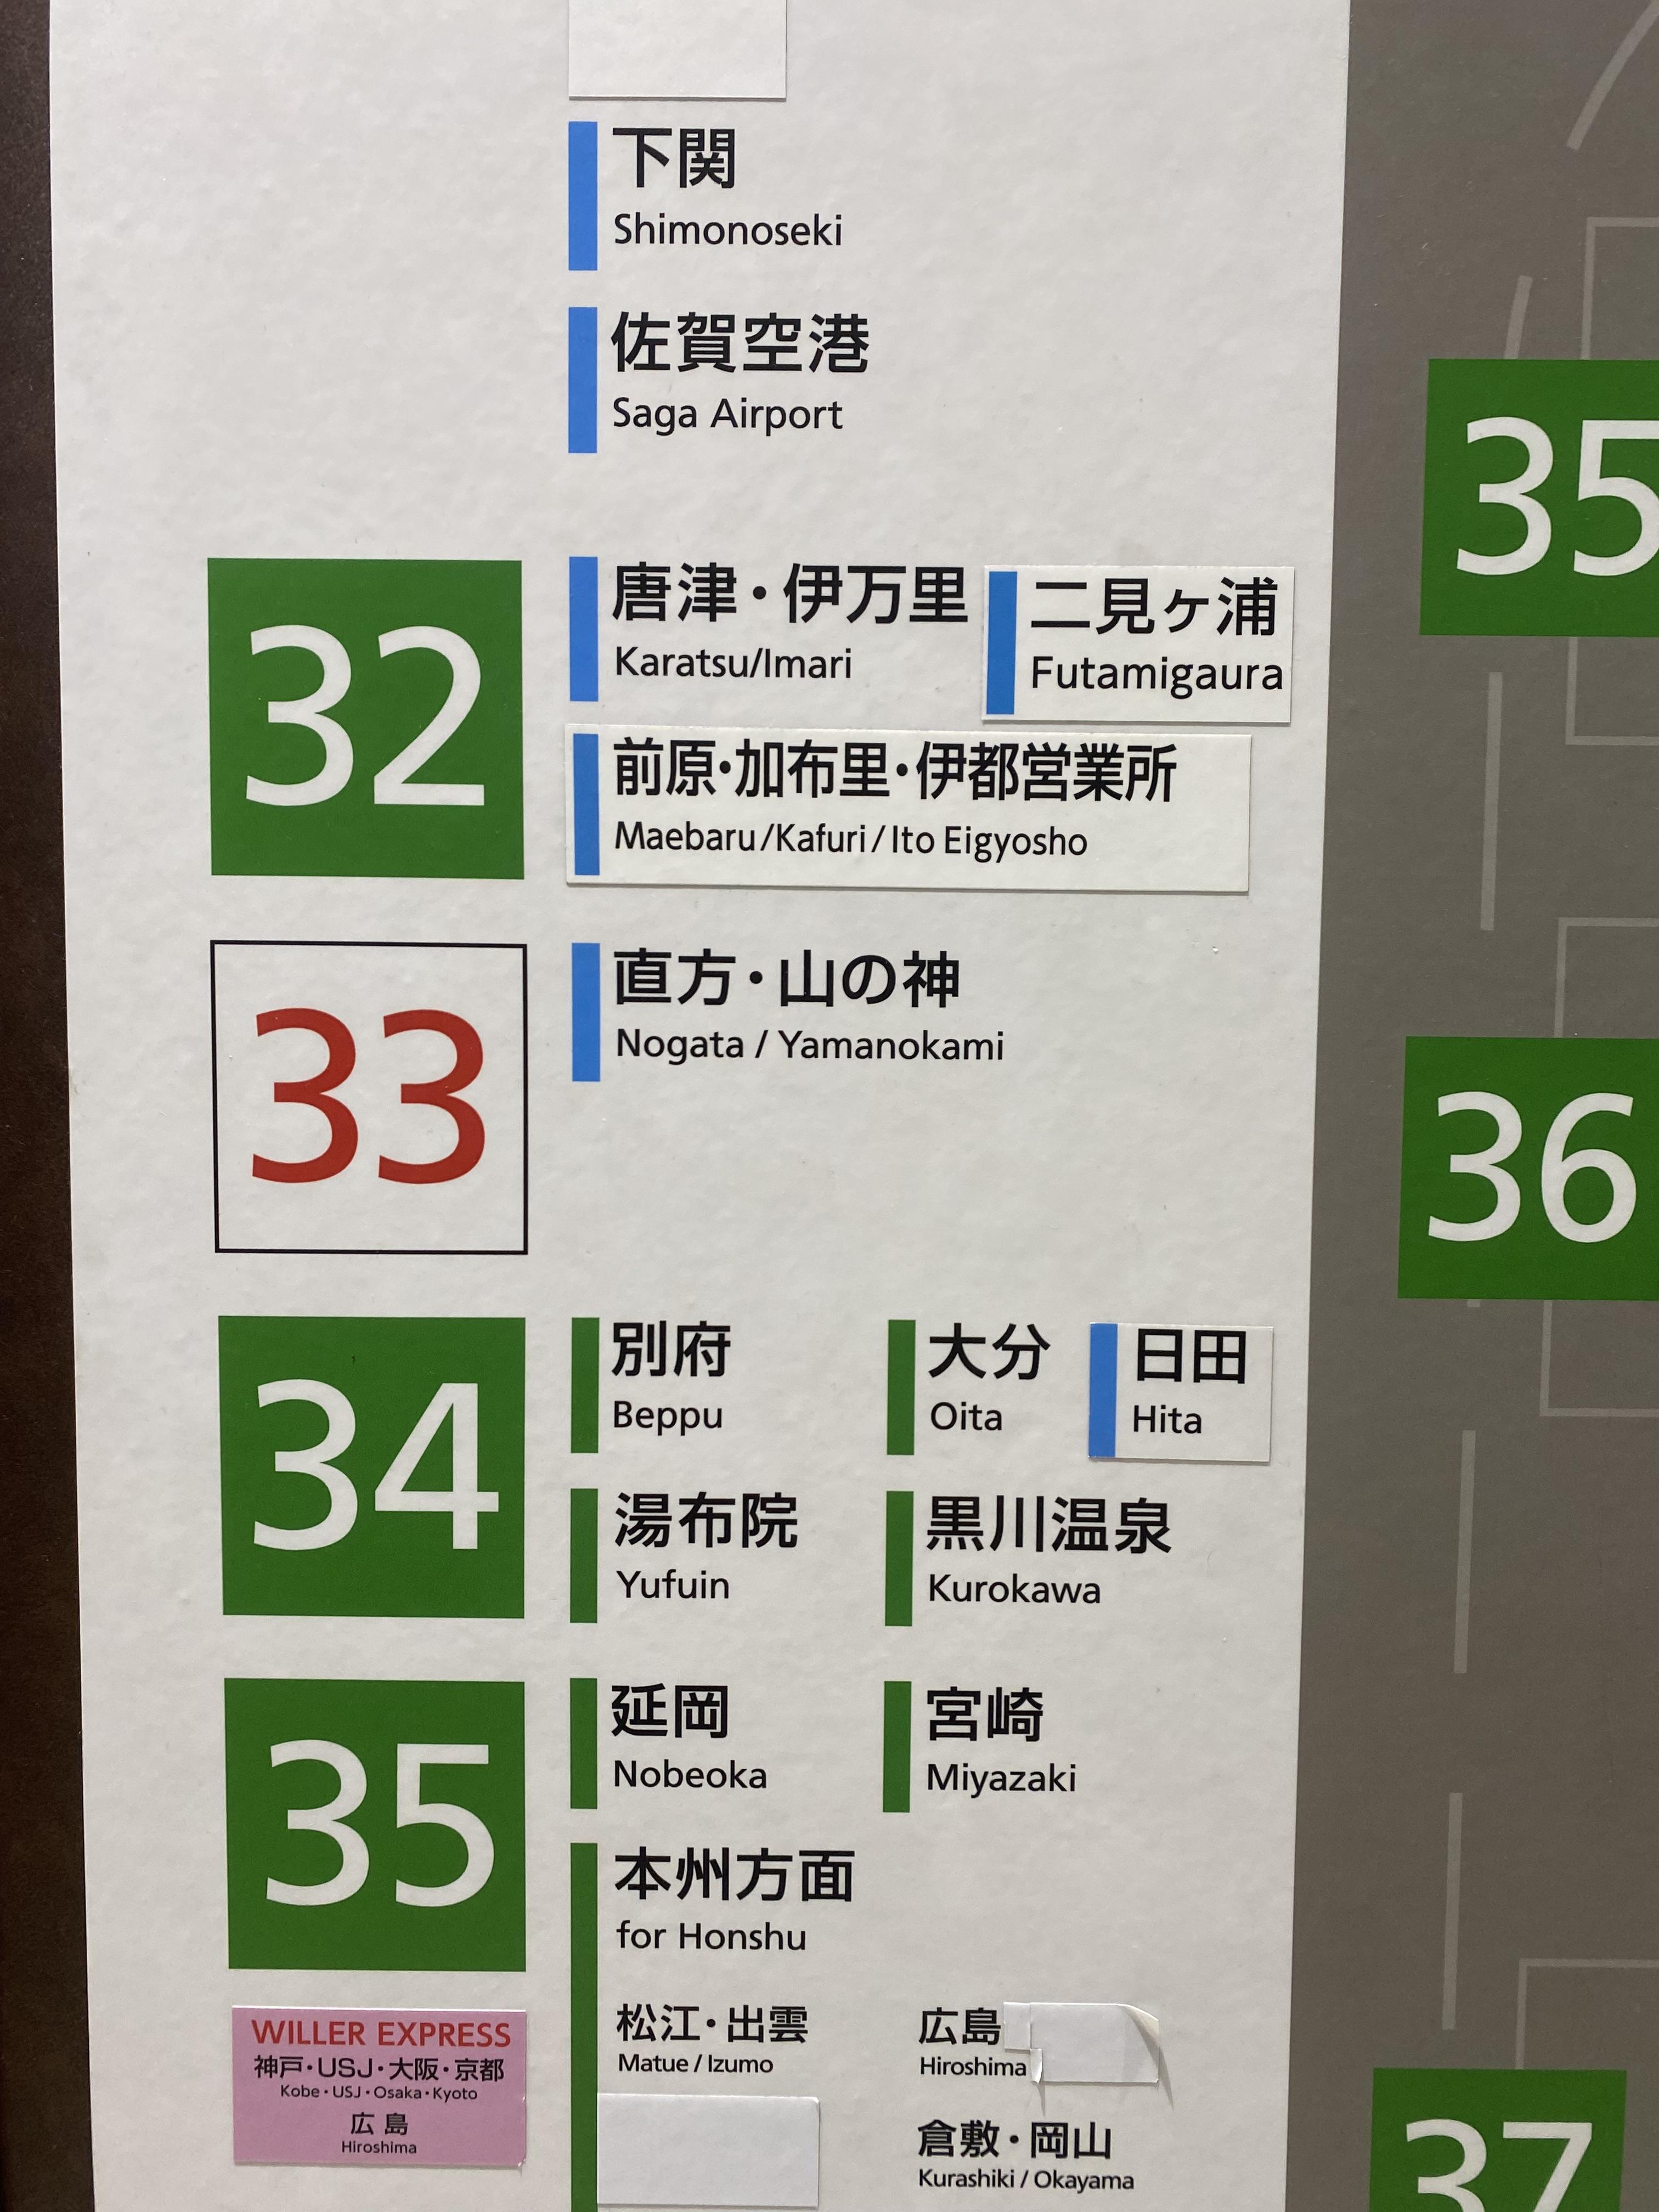 下関
Shimonoseki
佐賀空港
Saga Airport
32
唐津・伊万里
Karatsu/Imari
二見ヶ浦
Futamigaura
前原・加布里・伊都営業所
Maebaru/Kafuri/Ito Eigyosho
33
直方・山の神
Nogata / Yamanokami
34
別府
Beppu
大分
Oita
日田
Hita
湯布院
Yufuin
黒川温泉
Kurokawa
35
延岡
Nobeoka
宮崎
Miyazaki
本州方面
for Honshu
松江・出雲
Matue / Izumo
広島
Hiroshima
倉敷・岡山
Kurashiki / Okayama
WILLER EXPRESS
神戸・USJ・大阪・京都
Kobe・USJ・Osaka・Kyoto
広島
Hiroshima
35
36
37